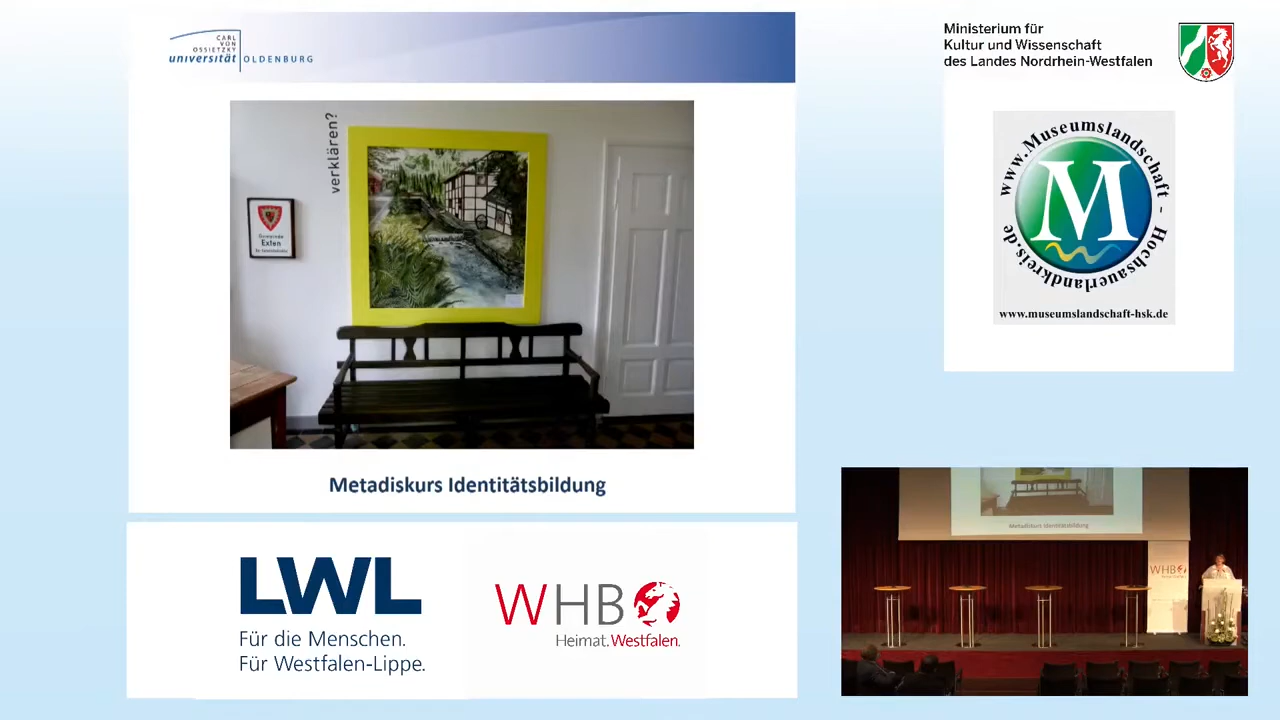 CARL
VON
OSSIETZKY
universität OLDENBURG
verklären?
Gemeinde
Exten
Metadiskurs Identitätsbildung
LWL
Für die Menschen.
Für Westfalen-Lippe.
WHB
Heimat.Westfalen.
Ministerium für
Kultur und Wissenschaft
des Landes Nordrhein-Westfalen
www.Museumslandschaft - Hochsauerlandkreis.de
M
www.museumslandschaft-hsk.de
Metadiskurs Identitätsbildung
WHB